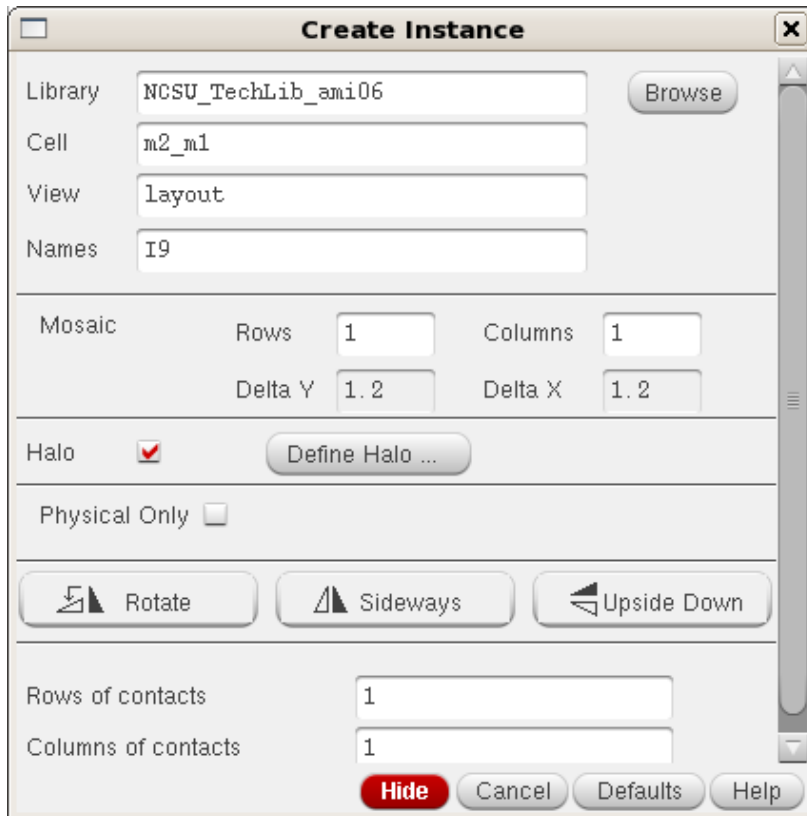 Create Instance
Library NCSU_TechLib_ami06 Browse
Cell m2_m1
View layout
Names I9
Mosaic Rows 1 Columns 1
Delta Y 1.2 Delta X 1.2
Halo Define Halo ...
Physical Only
Rotate Sideways Upside Down
Rows of contacts 1
Columns of contacts 1
Hide Cancel Defaults Help